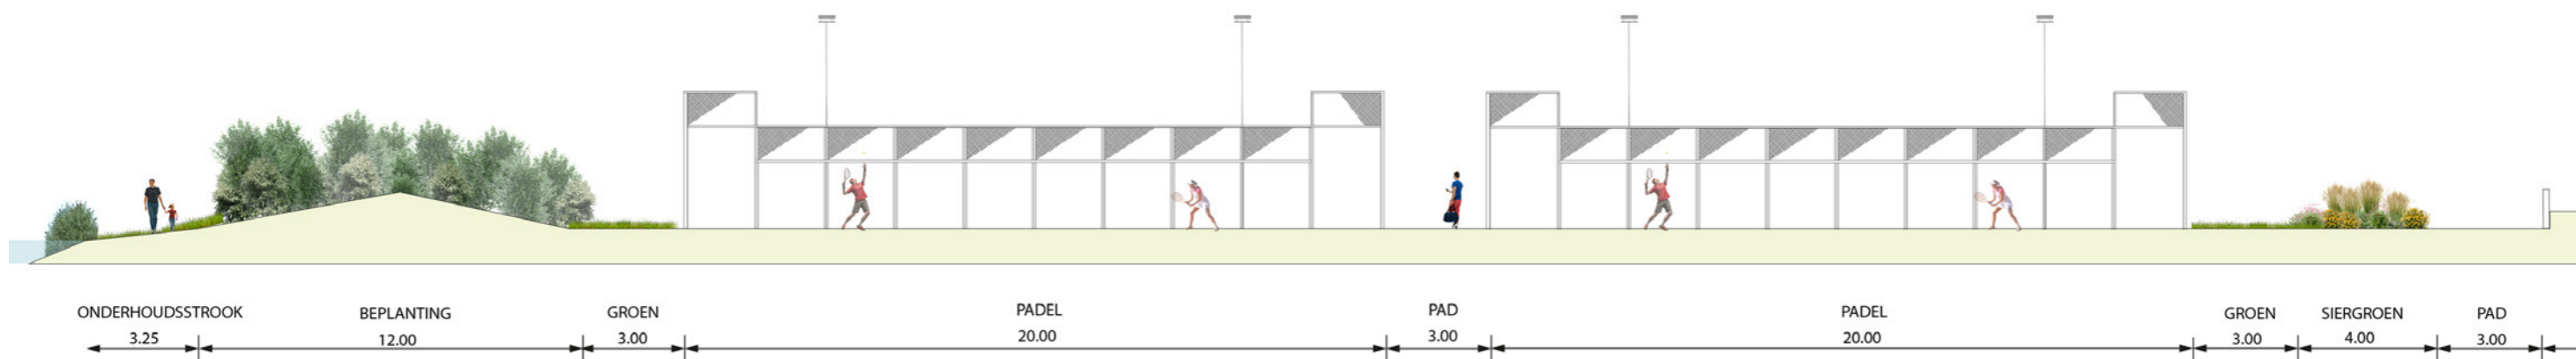 ONDERHOUDSSTROOK
3.25
BEPLANTING
12.00
GROEN
3.00
PADEL
20.00
PAD
3.00
PADEL
20.00
GROEN
3.00
SIERGROEN
4.00
PAD
3.00